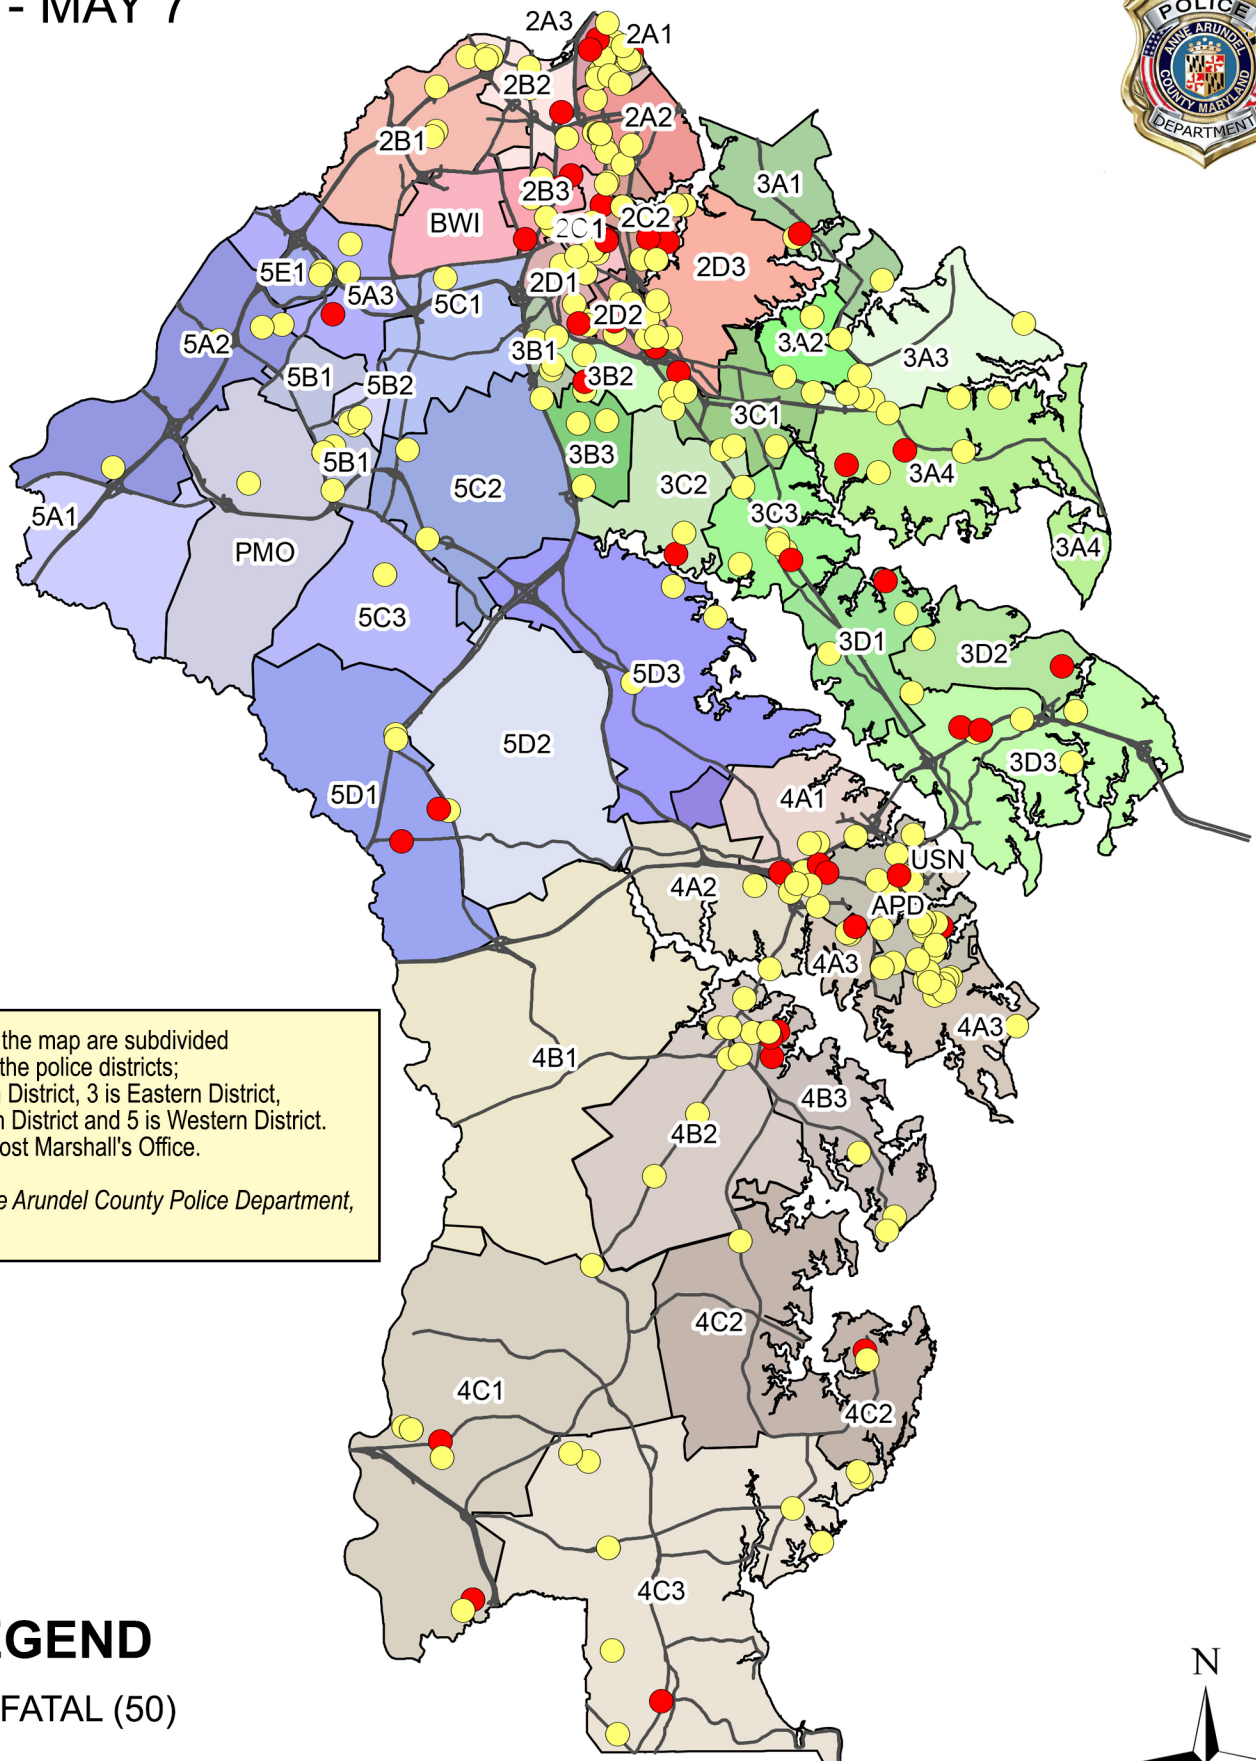 - MAY 7
POLICE
ANNE ARUNDEL
COUNTY MARYLAND
DEPARTMENT
2A3
2A1
2B2
2A2
2B1
3A1
2B3
BWI
2C1
2C2
2D3
5E1
5A3
5C1
2D1
2D2
5A2
3A2
3A3
3B1
3B2
5B1
5B2
3C1
3B3
5B1
5C2
3C2
3A4
5A1
3C3
PMO
3A4
5C3
3D1
3D2
5D3
5D2
3D3
5D1
4A1
USN
4A2
APD
4A3
4A3
the map are subdivided
the police districts;
District, 3 is Eastern District,
District and 5 is Western District.
ost Marshall's Office.
e Arundel County Police Department,
4B1
4B3
4B2
4C2
4C1
4C2
4C3
EGEND
FATAL (50)
N